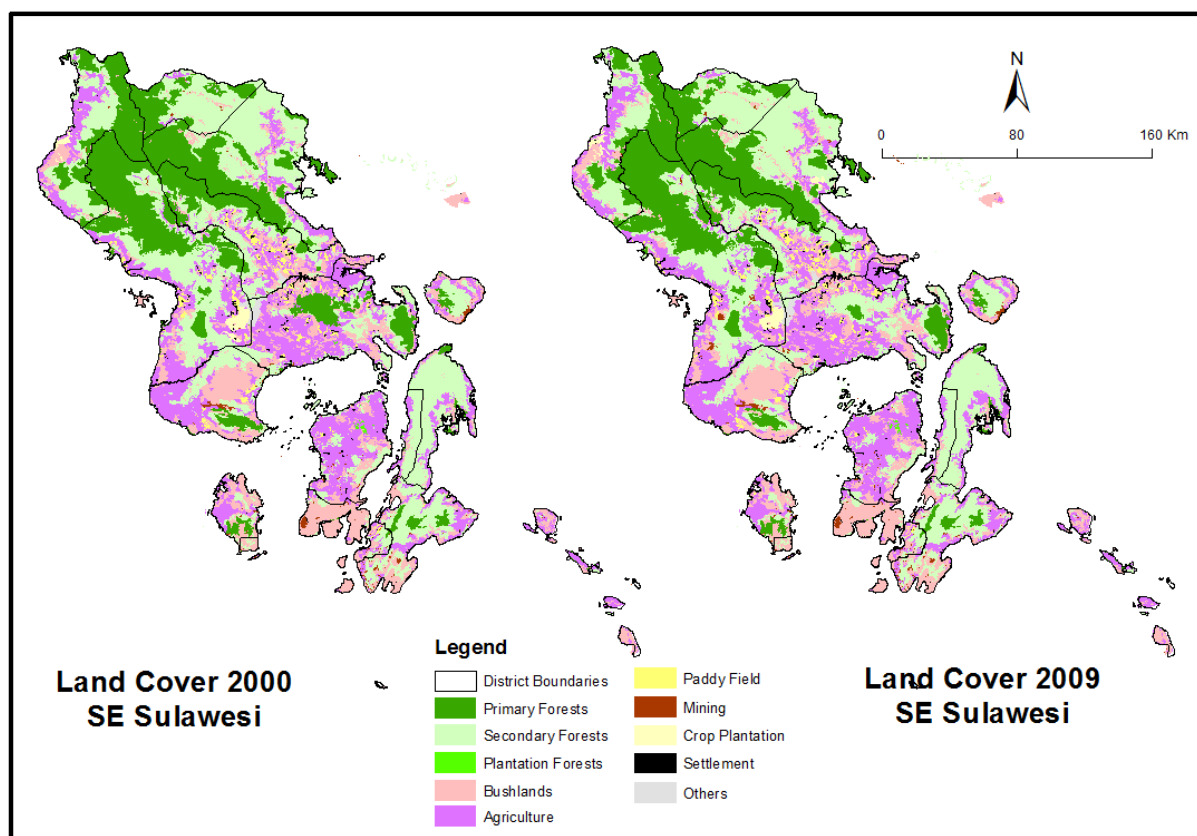 N
0 80 160 Km
Land Cover 2000
SE Sulawesi
Legend
District Boundaries
Primary Forests
Secondary Forests
Plantation Forests
Bushlands
Agriculture
Paddy Field
Mining
Crop Plantation
Settlement
Others
Land Cover 2009
SE Sulawesi